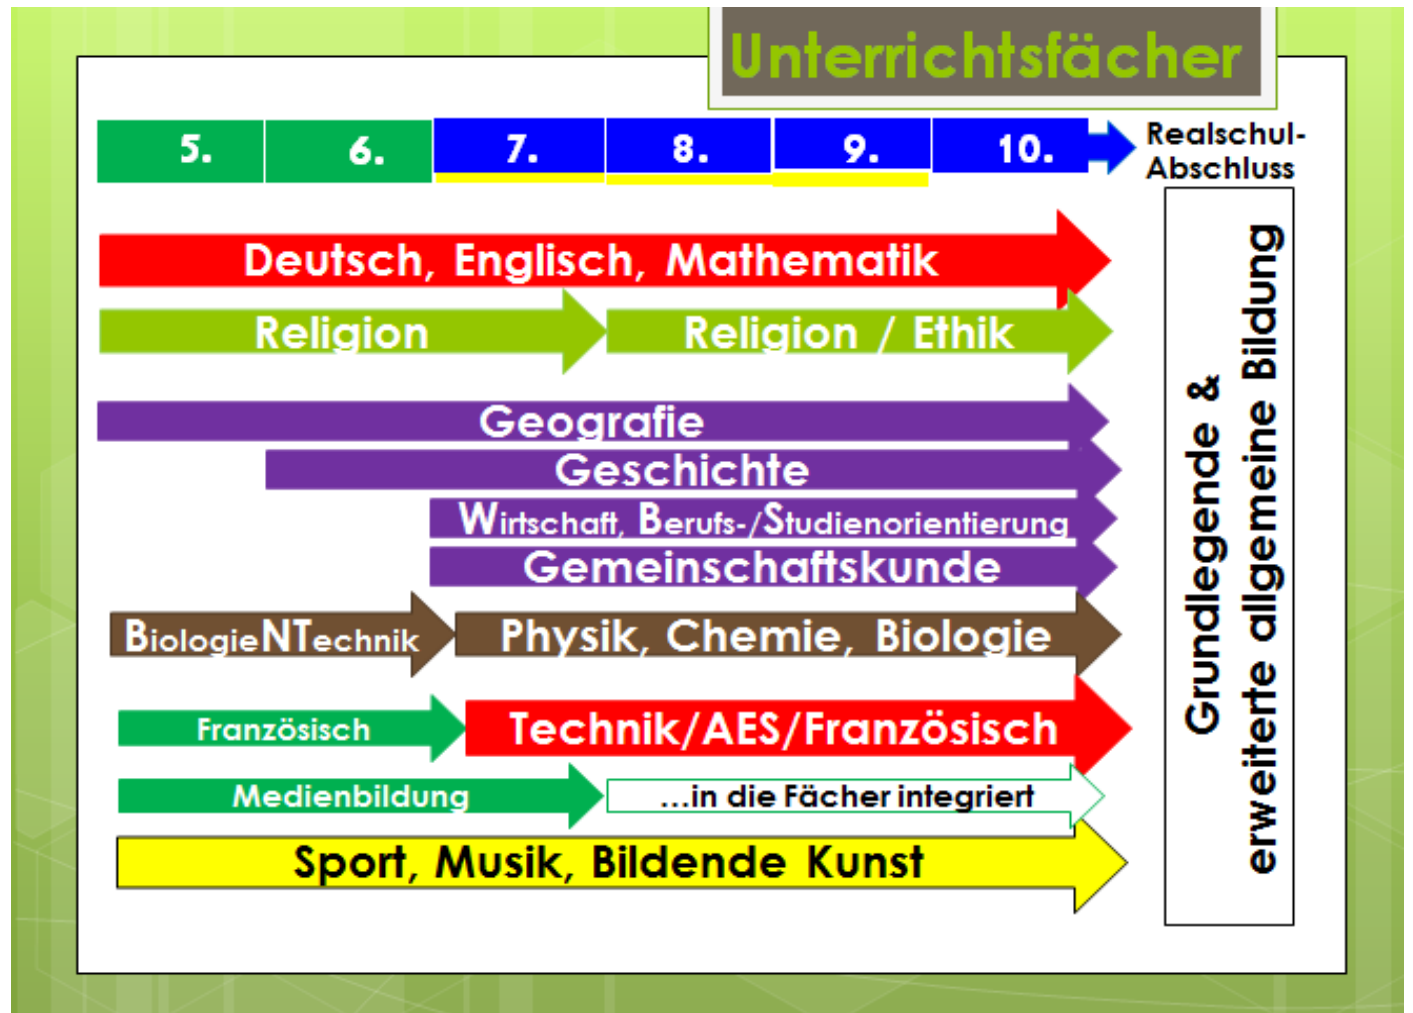 Unterrichtsfächer
5. 6. 7. 8. 9. 10.
Realschul-
Abschluss
Deutsch, Englisch, Mathematik
Religion
Religion / Ethik
Geografie
Geschichte
Wirtschaft, Berufs-/Studienorientierung
Gemeinschaftskunde
BiologieNTechnik
Physik, Chemie, Biologie
Französisch
Technik/AES/Französisch
Medienbildung
...in die Fächer integriert
Sport, Musik, Bildende Kunst
Grundlegende &
erweiterte allgemeine Bildung